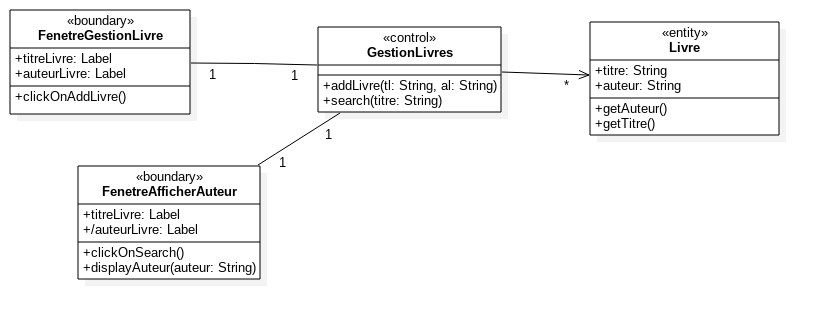 «boundary»
FenetreGestionLivre
+titreLivre: Label
+auteurLivre: Label
+clickOnAddLivre()
1
1
«control»
GestionLivres
+addLivre(tl: String, al: String)
+search(titre: String)
*
«entity»
Livre
+titre: String
+auteur: String
+getAuteur()
+getTitre()
1
1
«boundary»
FenetreAfficherAuteur
+titreLivre: Label
+/auteurLivre: Label
+clickOnSearch()
+displayAuteur(auteur: String)